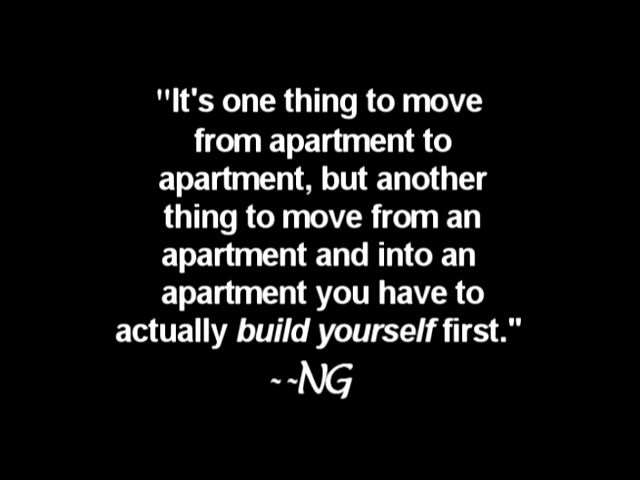 "It's one thing to move
from apartment to
apartment, but another
thing to move from an
apartment and into an
apartment you have to
actually build yourself first."
~~NG